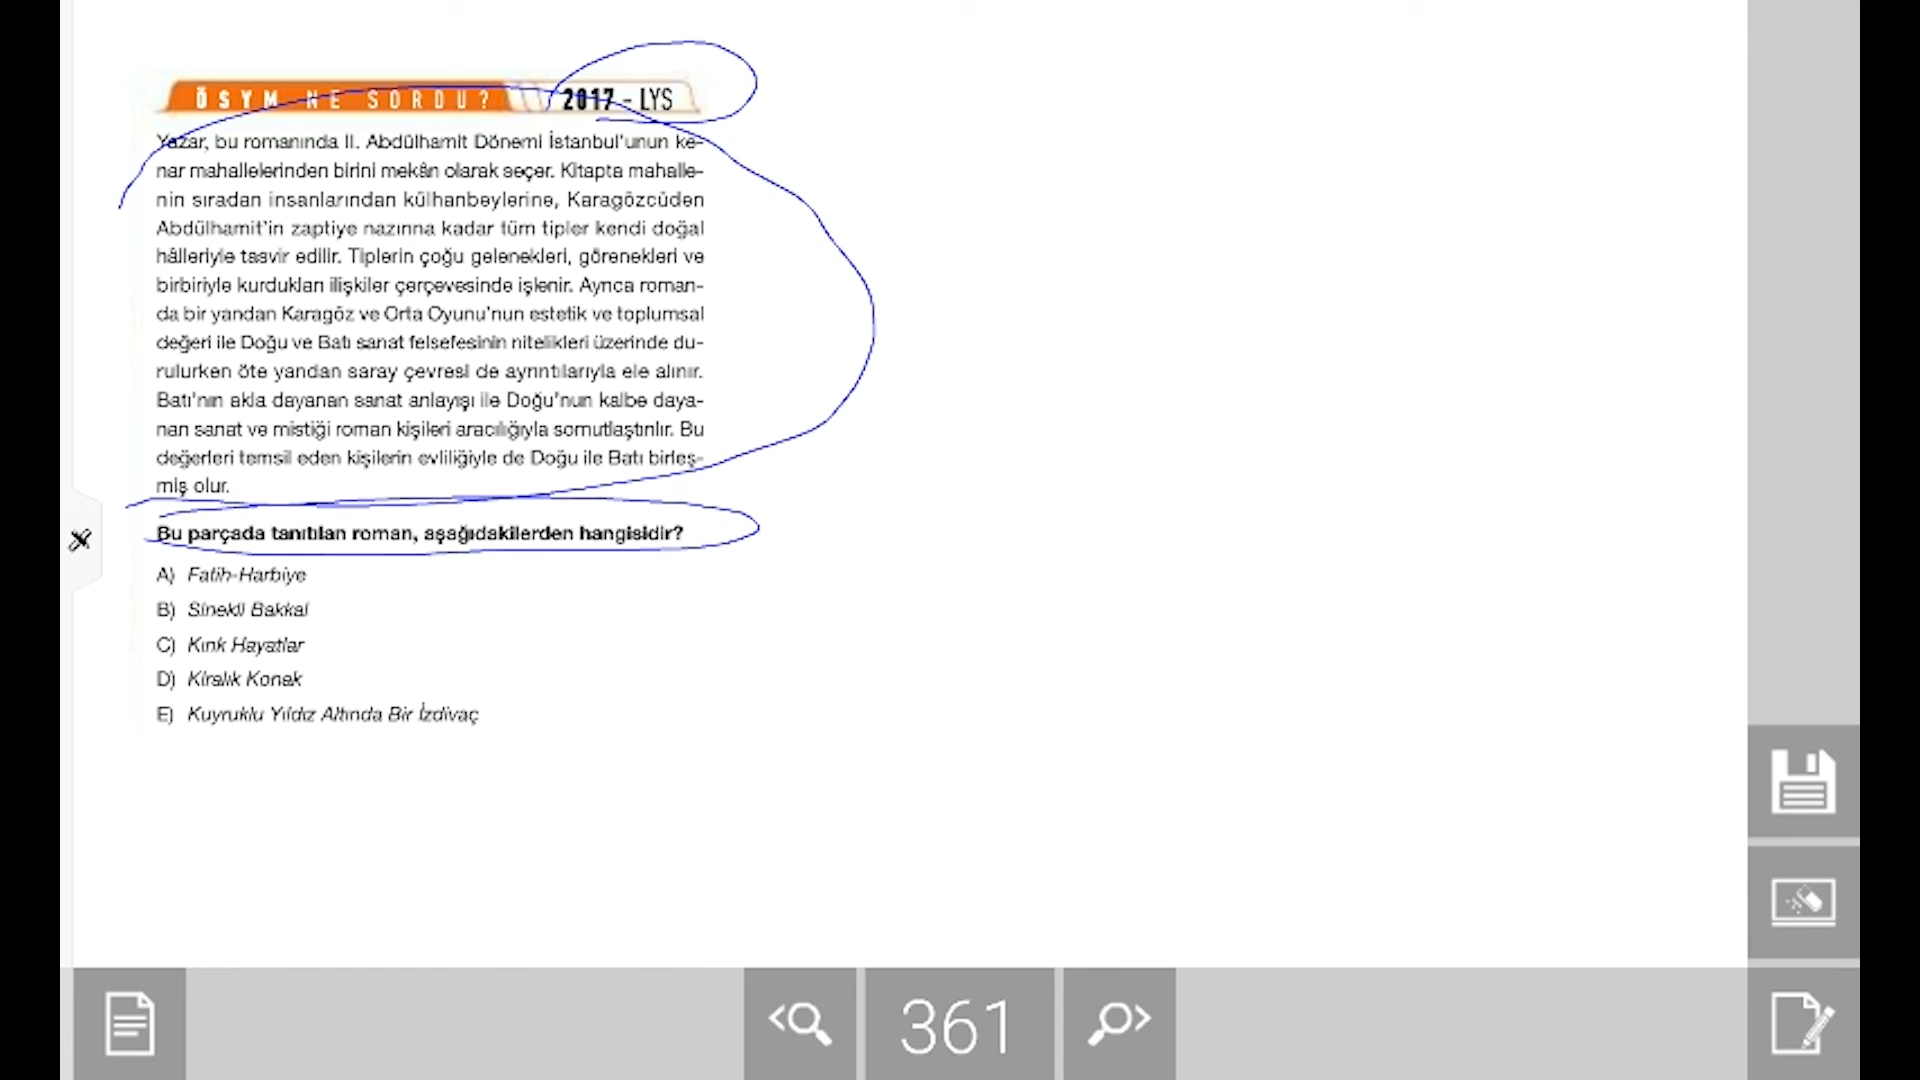 ÖSYM NE SORDU? 2017 - LYS
Yazar, bu romanında II. Abdülhamit Dönemi İstanbul'unun ke-
nar mahallelerinden birini mekân olarak seçer. Kitapta mahalle-
nin sıradan insanlarından külhanbeylerine, Karagözcüden
Abdülhamit'in zaptiye nazırına kadar tüm tipler kendi doğal
hâlleriyle tasvir edilir. Tiplerin çoğu gelenekleri, görenekleri ve
birbiriyle kurdukları ilişkiler çerçevesinde işlenir. Ayrıca roman-
da bir yandan Karagöz ve Orta Oyunu'nun estetik ve toplumsal
değeri ile Doğu ve Batı sanat felsefesinin nitelikleri üzerinde du-
rulurken öte yandan saray çevresi de ayrıntılarıyla ele alınır.
Batı'nın akla dayanan sanat anlayışı ile Doğu'nun kalbe daya-
nan sanat ve mistiği roman kişileri aracılığıyla somutlaştırılır. Bu
değerleri temsil eden kişilerin evliliğiyle de Doğu ile Batı birleş-
miş olur.
Bu parçada tanıtılan roman, aşağıdakilerden hangisidir?
A) Fatih-Harbiye
B) Sinekli Bakkal
C) Kırık Hayatlar
D) Kiralık Konak
E) Kuyruklu Yıldız Altında Bir İzdivaç
361